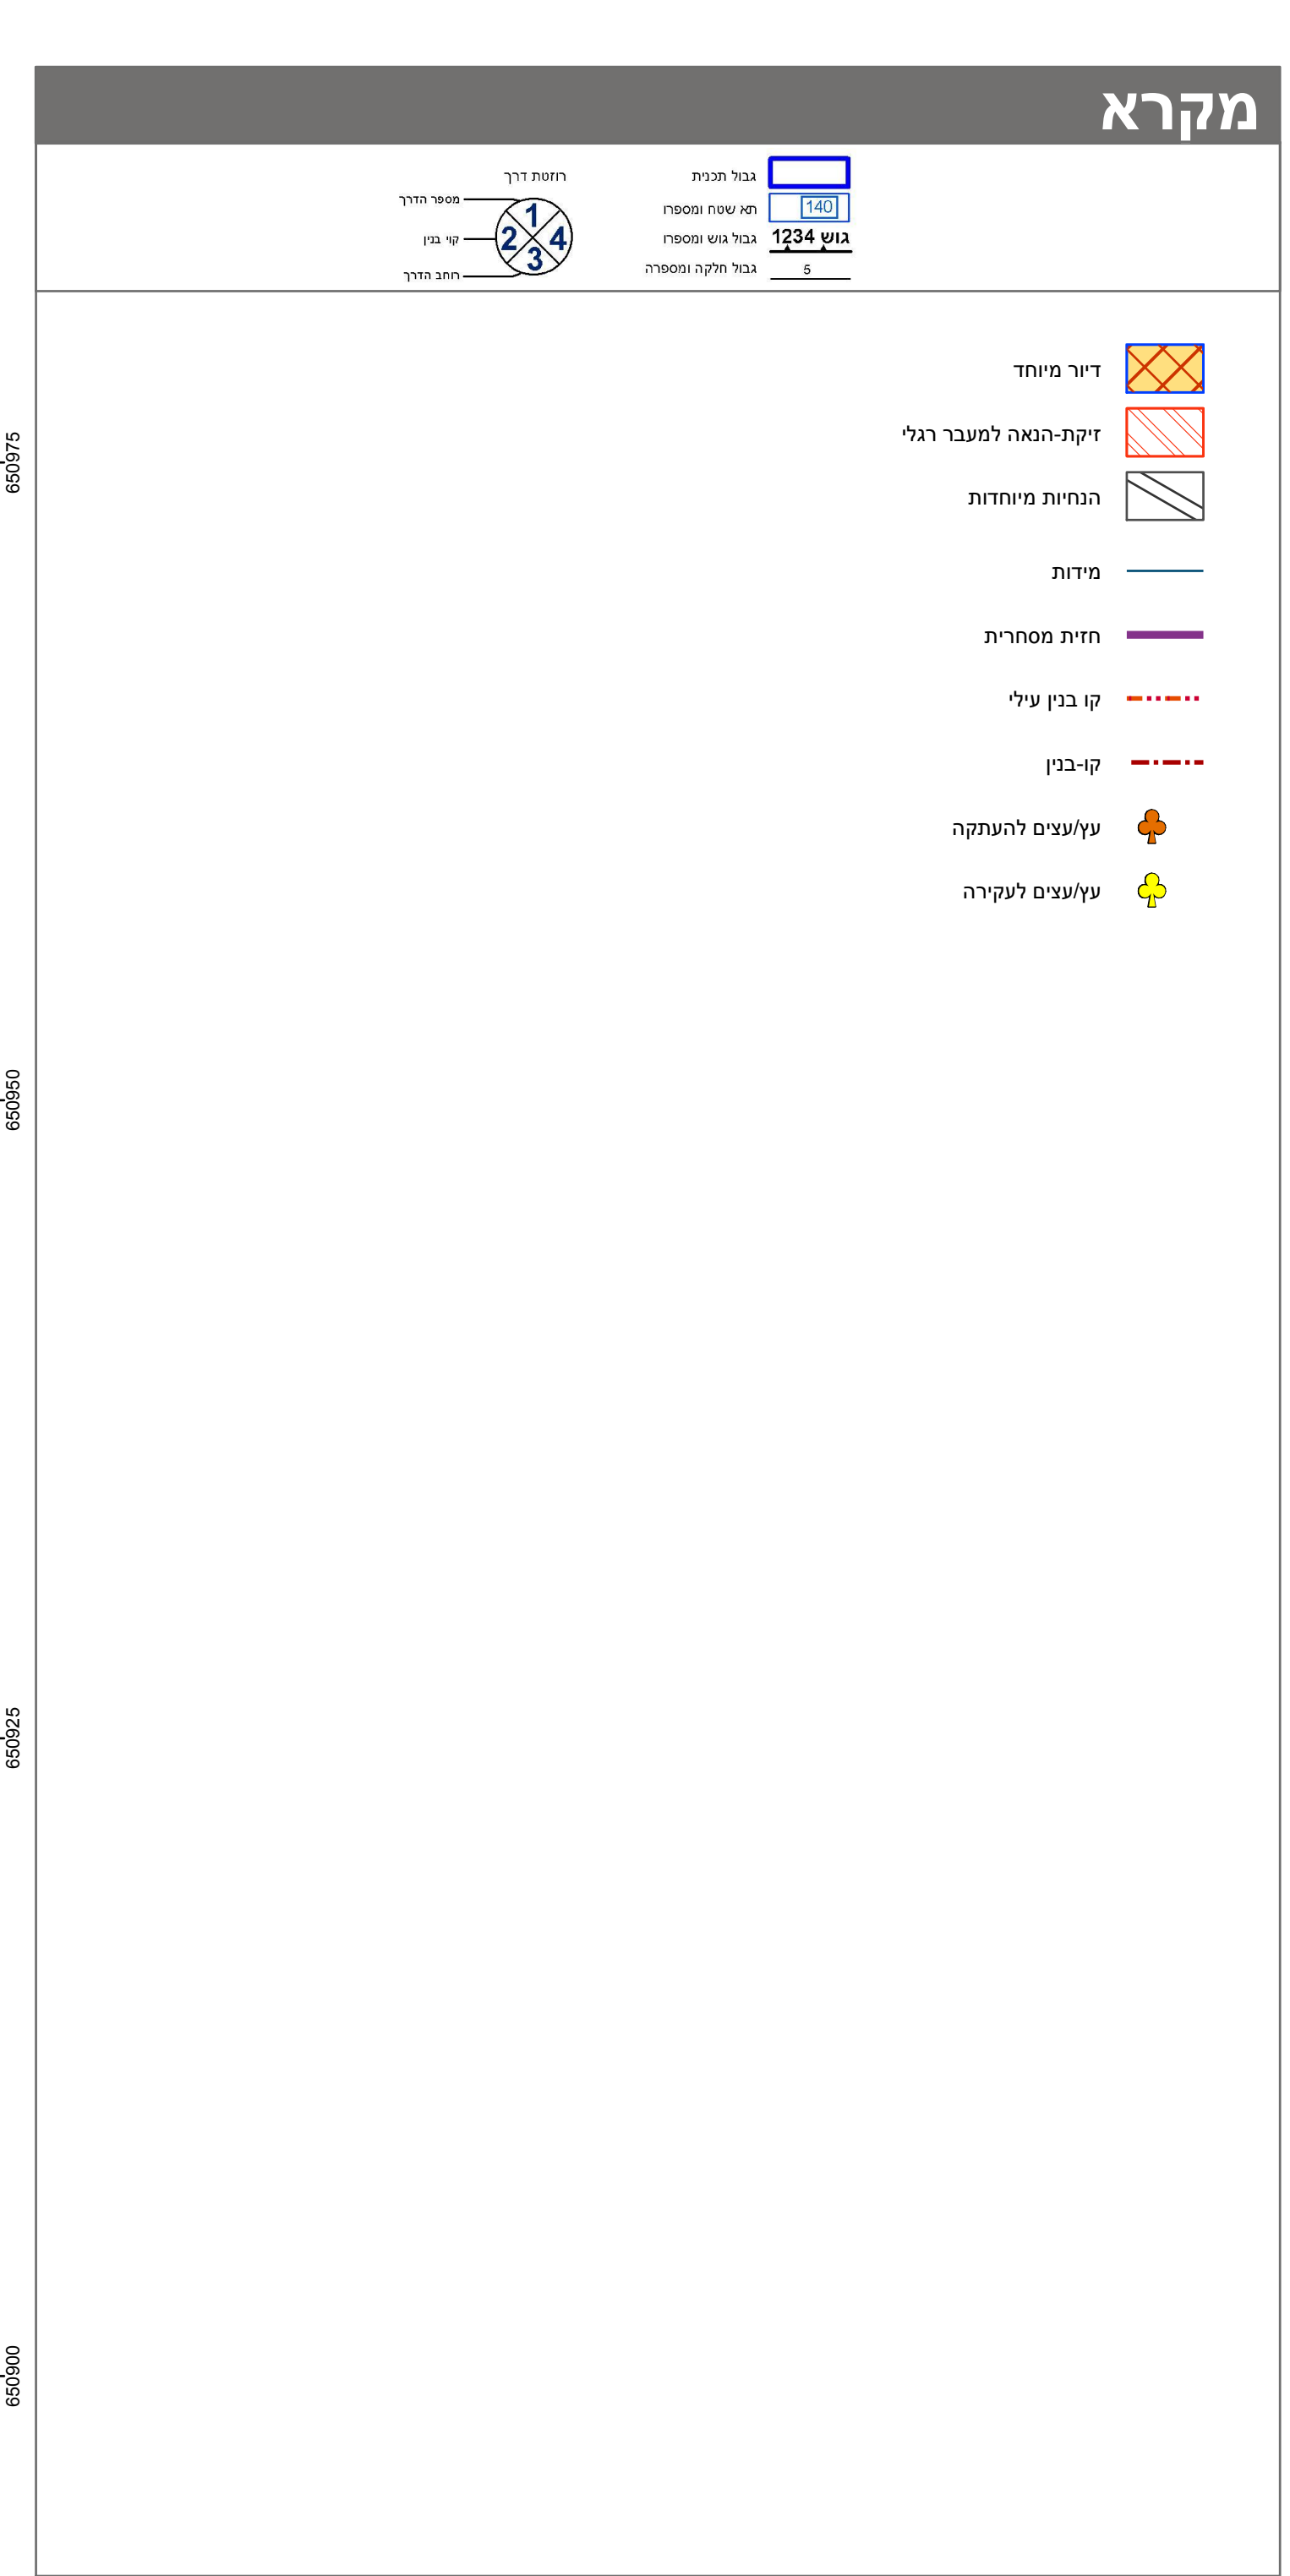 מקרא
גבול תכנית
140 תא שטח ומספרו
גוש 1234 גבול גוש ומספרו
5 גבול חלקה ומספרה
רוזטת דרך
מספר הדרך
קוי בנין
רוחב הדרך
1
2 4
3
דיור מיוחד
זיקת-הנאה למעבר רגלי
הנחיות מיוחדות
מידות
חזית מסחרית
קו בנין עילי
קו-בנין
עץ/עצים להעתקה
עץ/עצים לעקירה
650975
650950
650925
650900